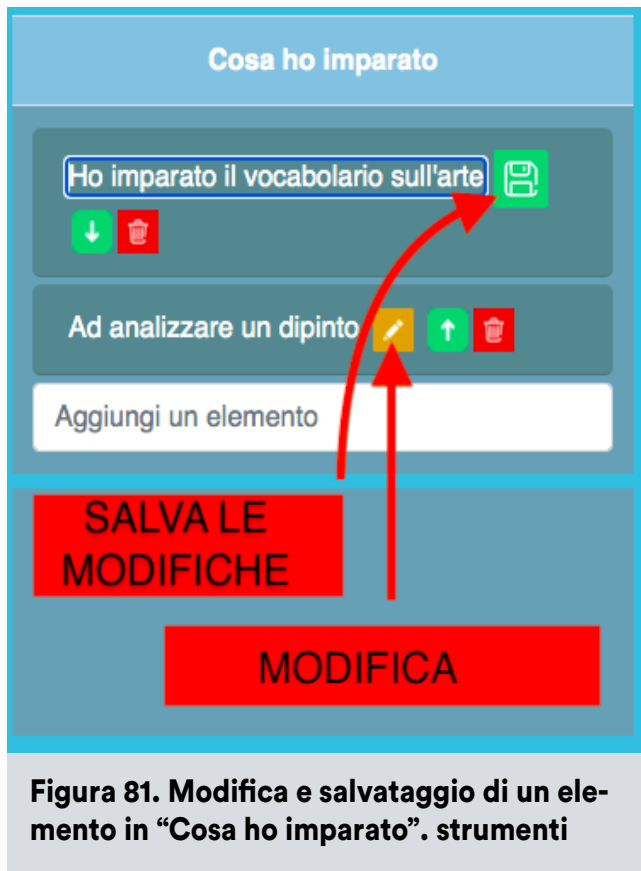 Cosa ho imparato
Ho imparato il vocabolario sull'arte
Ad analizzare un dipinto
Aggiungi un elemento
SALVA LE
MODIFICHE
MODIFICA
Figura 81. Modifica e salvataggio di un ele-
mento in “Cosa ho imparato”. strumenti